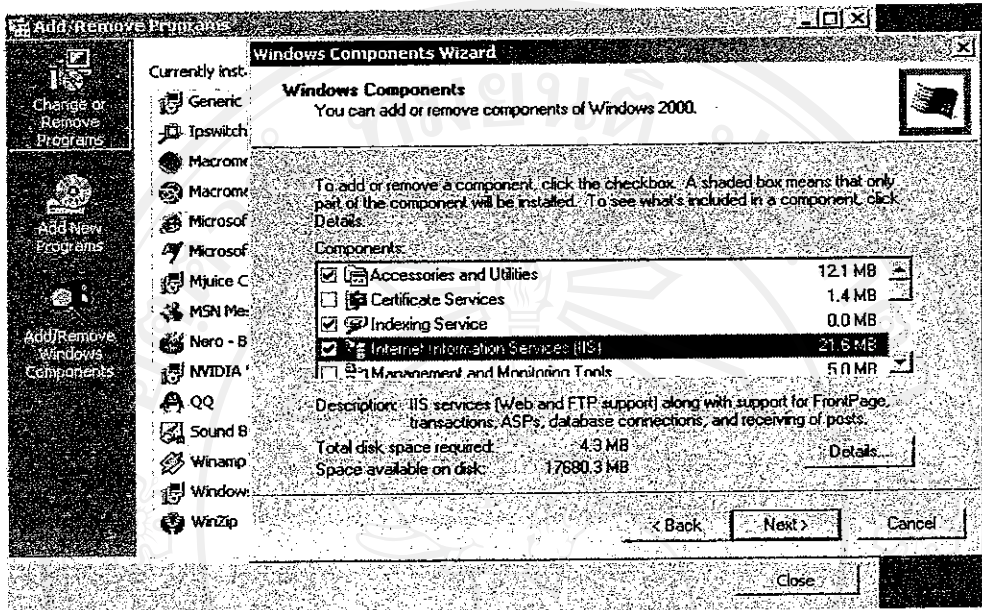 Add/Remove Programs
Change or
Remove
Programs
Add New
Programs
Add/Remove
Windows
Components
Currently inst
Generic
Ipswitch
Macrome
Macrome
Microsof
Microsof
Mjuice C
MSN Me
Nero - B
NVIDIA
QQ
Sound B
Winamp
Window
WinZip
Windows Components Wizard
Windows Components
You can add or remove components of Windows 2000.
To add or remove a component, click the checkbox. A shaded box means that only
part of the component will be installed. To see what's included in a component, click
Details.
Components:
Accessories and Utilities 12.1 MB
Certificate Services 1.4 MB
Indexing Service 0.0 MB
Internet Information Services (IIS) 21.6 MB
Management and Monitoring Tools 5.0 MB
Description: IIS services (Web and FTP support) along with support for FrontPage,
transactions, ASPs, database connections, and receiving of posts.
Total disk space required: 4.3 MB
Space available on disk: 17680.3 MB
Details...
< Back
Next >
Cancel
Close